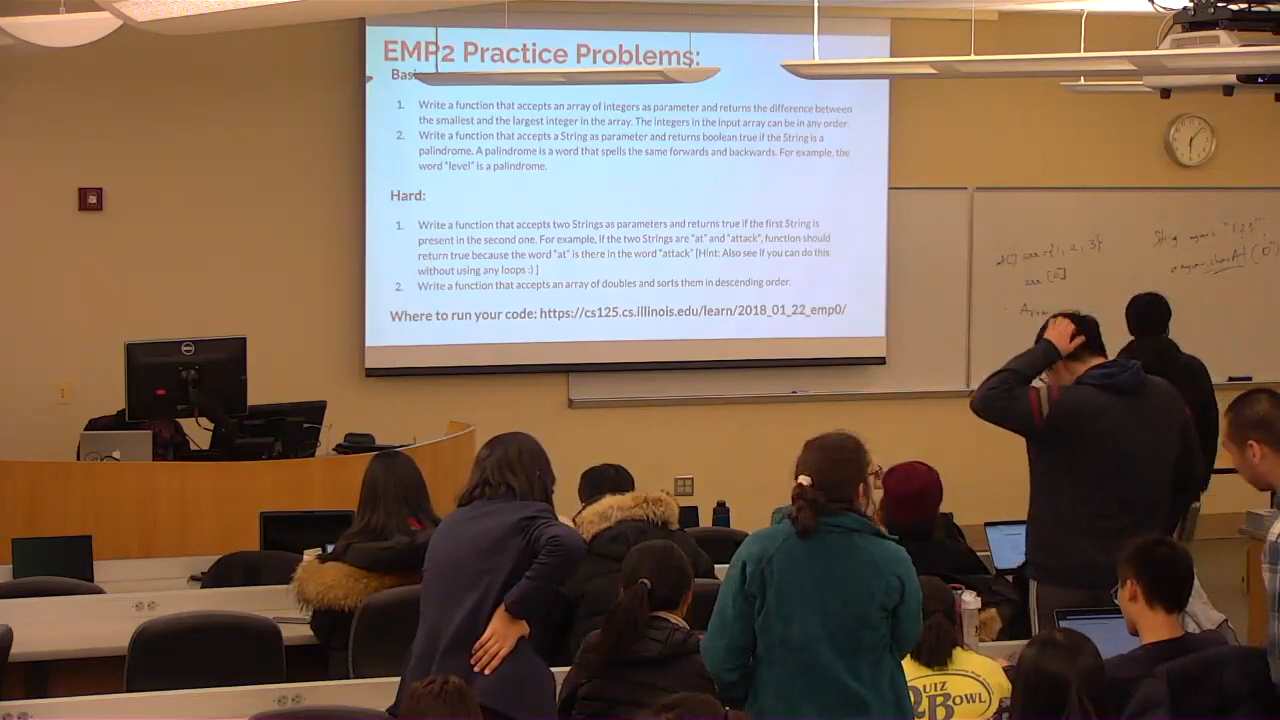 EMP2 Practice Problems:
1. Write a function that accepts an array of integers as parameter and returns the difference between
the smallest and the largest integer in the array. The integers in the input array can be in any order.
2. Write a function that accepts a String as parameter and returns boolean true if the String is a
palindrome. A palindrome is a word that spells the same forwards and backwards. For example, the
word "level" is a palindrome.
Hard:
1. Write a function that accepts two Strings as parameters and returns true if the first String is
present in the second one. For example, if the two Strings are "at" and "attack", function should
return true because the word "at" is there in the word "attack" [Hint: Also see if you can do this
without using any loops :) ]
2. Write a function that accepts an array of doubles and sorts them in descending order.
Where to run your code: https://cs125.cs.illinois.edu/learn/2018_01_22_emp0/
arr = {1, 2, 3}
arr [0]
String
DELL
QUIZ
BOWL